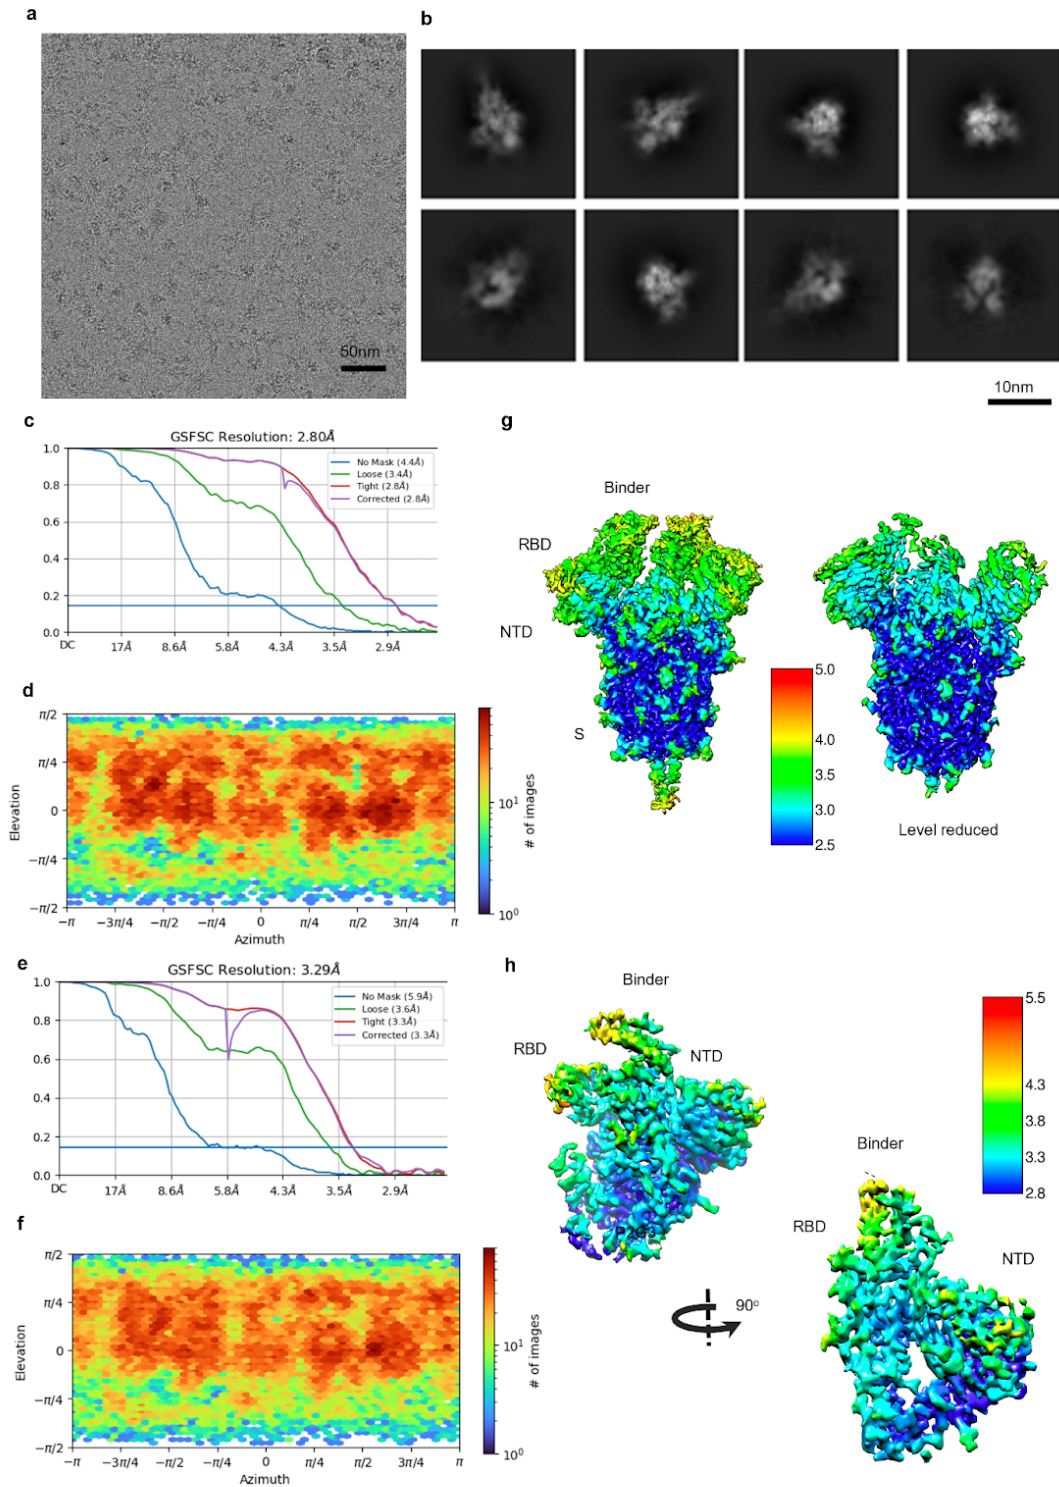 a
b
50nm
10nm
c
GSFSC Resolution: 2.80Å
1.0
0.8
0.6
0.4
0.2
0.0
DC
17Å
8.6Å
5.8Å
4.3Å
3.5Å
2.9Å
No Mask (4.4Å)
Loose (3.4Å)
Tight (2.8Å)
Corrected (2.8Å)
d
Elevation
π/2
π/4
0
−π/4
−π/2
−π
−3π/4
−π/2
−π/4
0
π/4
π/2
3π/4
π
Azimuth
# of images
10¹
10⁰
e
GSFSC Resolution: 3.29Å
1.0
0.8
0.6
0.4
0.2
0.0
DC
17Å
8.6Å
5.8Å
4.3Å
3.5Å
2.9Å
No Mask (5.9Å)
Loose (3.6Å)
Tight (3.3Å)
Corrected (3.3Å)
f
Elevation
π/2
π/4
0
−π/4
−π/2
−π
−3π/4
−π/2
−π/4
0
π/4
π/2
3π/4
π
Azimuth
# of images
10¹
10⁰
g
Binder
RBD
NTD
S
5.0
4.0
3.5
3.0
2.5
Level reduced
h
Binder
RBD
NTD
P2G3
90°
5.5
4.3
3.8
3.3
2.8
Binder
RBD
NTD